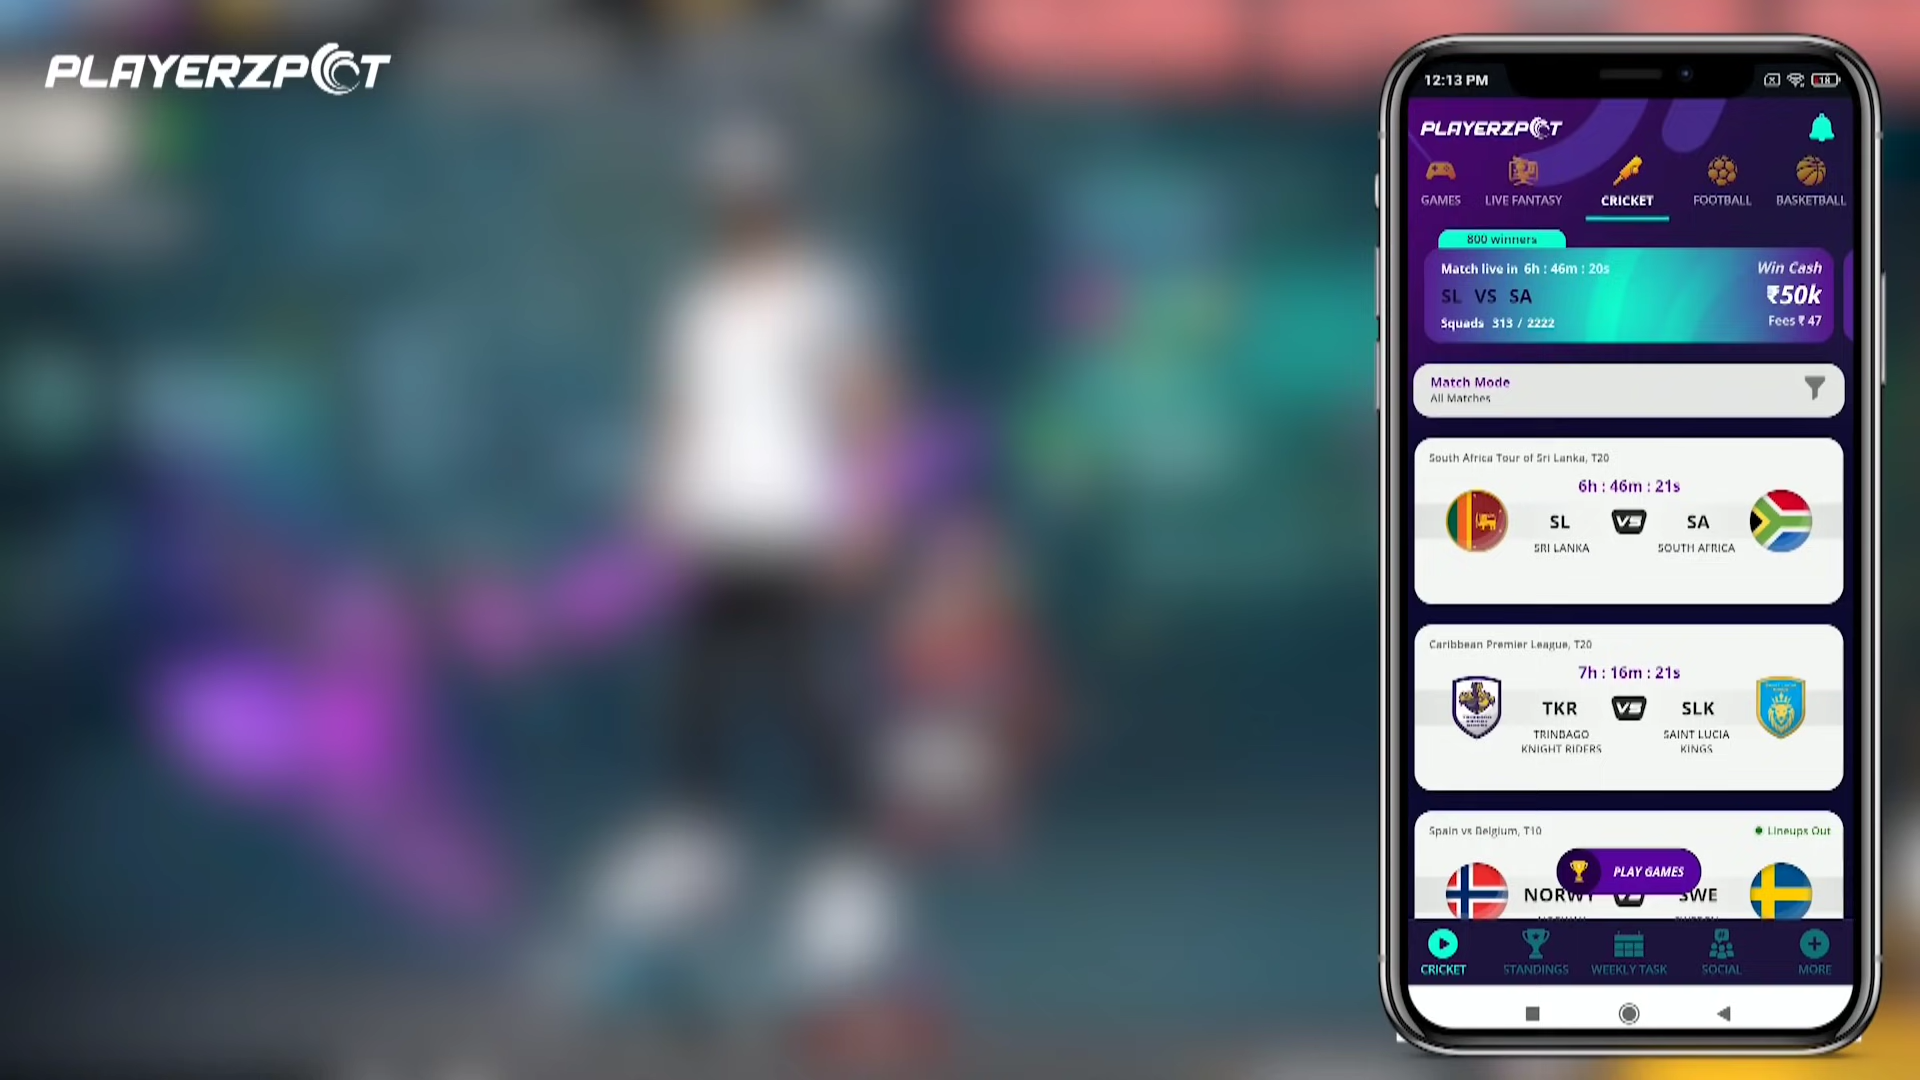 PLAYERZPOT
12:13 PM
18
PLAYERZPOT
GAMES
LIVE FANTASY
CRICKET
FOOTBALL
BASKETBALL
800 winners
Match live in 6h : 46m : 20s
Win Cash
SL VS SA
₹50k
Squads 313 / 2222
Fees ₹ 47
Match Mode
All Matches
South Africa Tour of Sri Lanka, T20
6h : 46m : 21s
SL VS SA
SRI LANKA
SOUTH AFRICA
Caribbean Premier League, T20
7h : 16m : 21s
TKR VS SLK
TRINBAGO
KNIGHT RIDERS
SAINT LUCIA
KINGS
Spain vs Belgium, T10
Lineups Out
PLAY GAMES
NORWY
SWE
CRICKET
STANDINGS
WEEKLY TASK
SOCIAL
MORE